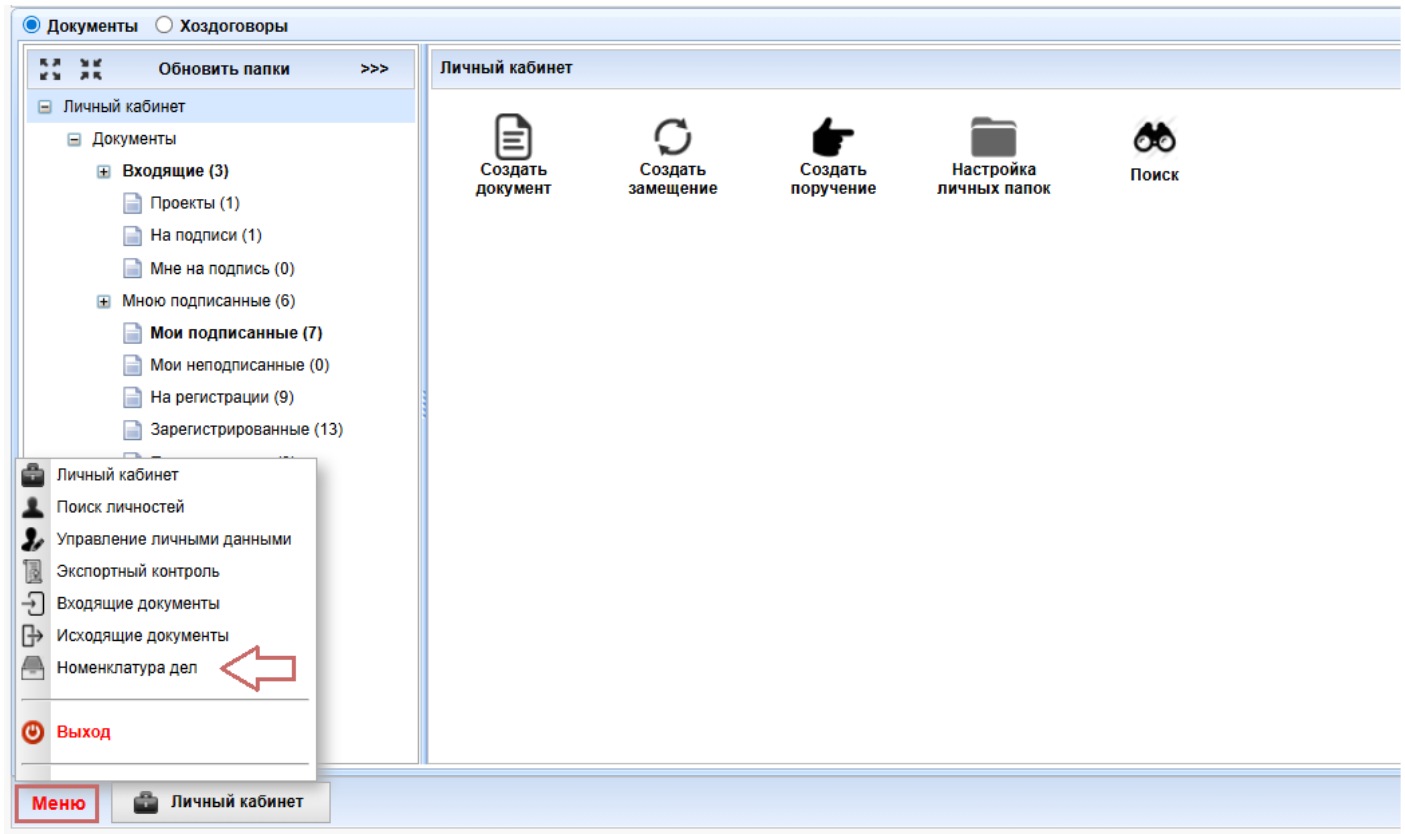 Документы Хоздоговоры
Обновить папки >>>
Личный кабинет
Документы
Входящие (3)
Проекты (1)
На подписи (1)
Мне на подпись (0)
Мною подписанные (6)
Мои подписанные (7)
Мои неподписанные (0)
На регистрации (9)
Зарегистрированные (13)
Личный кабинет
Создать
документ
Создать
замещение
Создать
поручение
Настройка
личных папок
Поиск
Личный кабинет
Поиск личностей
Управление личными данными
Экспортный контроль
Входящие документы
Исходящие документы
Номенклатура дел
Выход
Меню
Личный кабинет